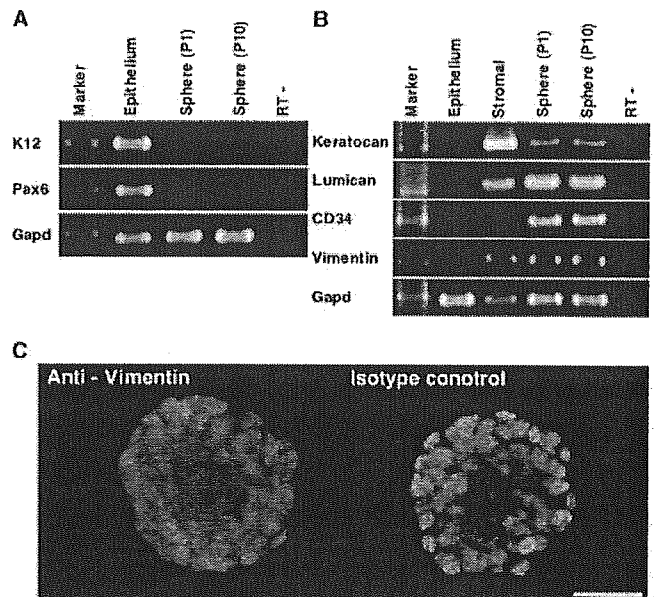 A
Marker
Epithelium
Sphere (P1)
Sphere (P10)
RT -
K12
Pax6
Gapd
B
Marker
Epithelium
Stromal
Sphere (P1)
Sphere (P10)
RT -
Keratocan
Lumican
CD34
Vimentin
Gapd
C
Anti - Vimentin
Isotype canotrol